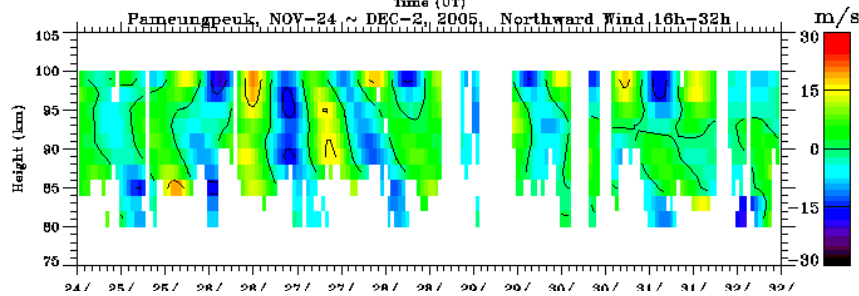 Time (UT)
Pameungpeuk, NOV-24 ~ DEC-2, 2005, Northward Wind 16h-32h
m/s
105
100
95
90
85
80
75
Height (km)
30
15
0
-15
-30
24/ 25/ 25/ 26/ 26/ 27/ 27/ 28/ 28/ 29/ 29/ 30/ 30/ 31/ 31/ 32/ 32/